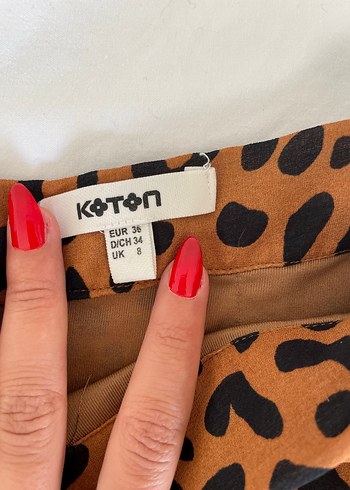 KOTON
EUR 36
D/CH 34
UK 8